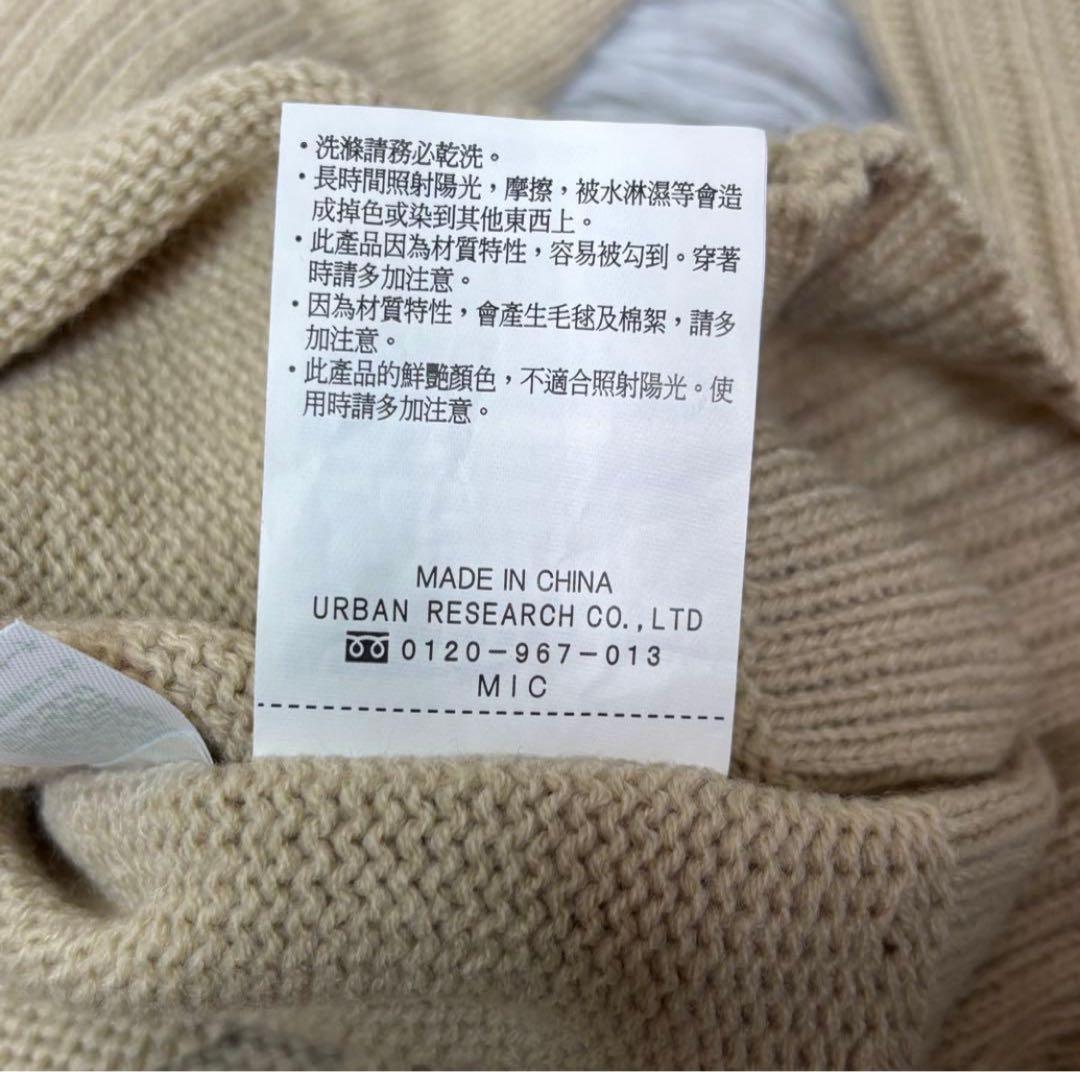 ・洗滌請務必乾洗。
・長時間照射陽光，摩擦，被水淋濕等會造
成掉色或染到其他東西上。
・此產品因為材質特性，容易被勾到。穿著
時請多加注意。
・因為材質特性，會產生毛毬及棉絮，請多
加注意。
・此產品的鮮艷顏色，不適合照射陽光。使
用時請多加注意。
MADE IN CHINA
URBAN RESEARCH CO.,LTD
0120-967-013
MIC